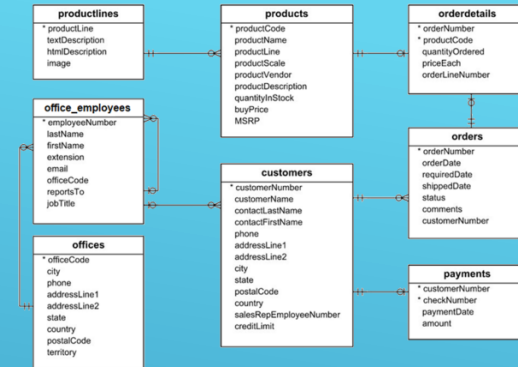 productlines
* productLine
textDescription
htmlDescription
image
products
* productCode
productName
productLine
productScale
productVendor
productDescription
quantityInStock
buyPrice
MSRP
orderdetails
* orderNumber
* productCode
quantityOrdered
priceEach
orderLineNumber
office_employees
* employeeNumber
lastName
firstName
extension
email
officeCode
reportsTo
jobTitle
customers
* customerNumber
customerName
contactLastName
contactFirstName
phone
addressLine1
addressLine2
city
state
postalCode
country
salesRepEmployeeNumber
creditLimit
orders
* orderNumber
orderDate
requiredDate
shippedDate
status
comments
customerNumber
offices
* officeCode
city
phone
addressLine1
addressLine2
state
country
postalCode
territory
payments
* customerNumber
* checkNumber
paymentDate
amount